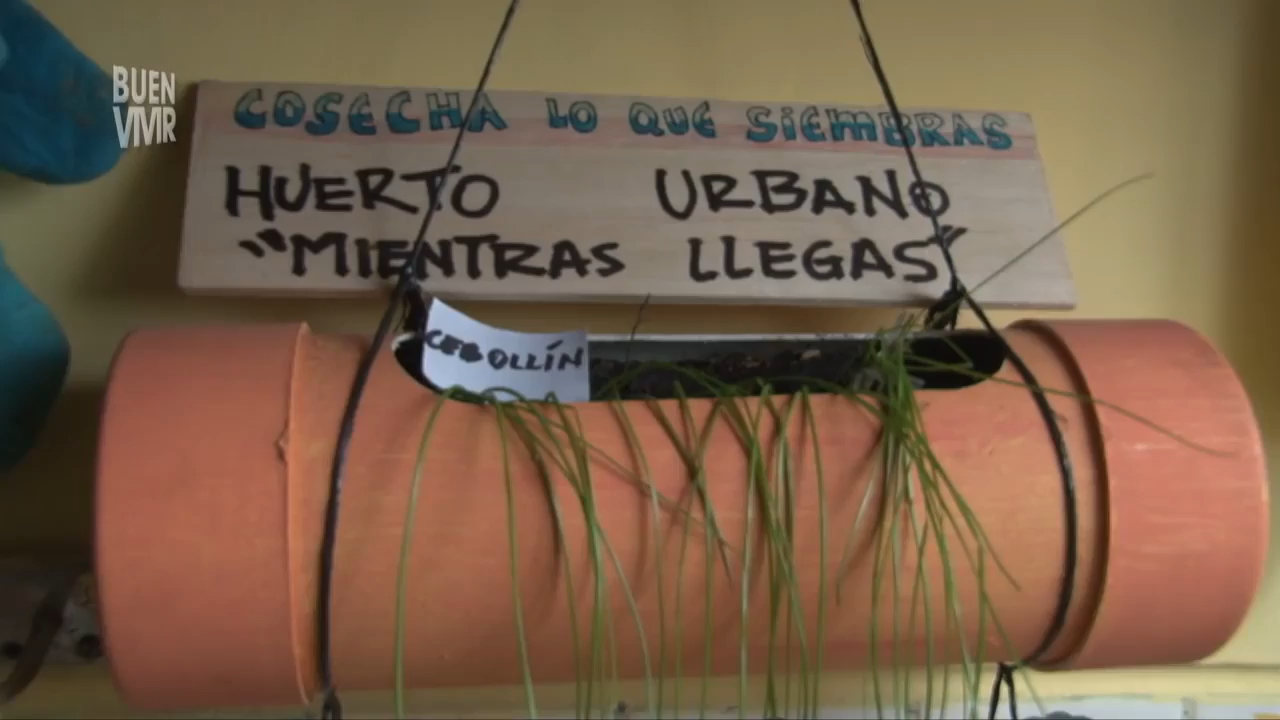 BUEN
VIVIR
COSECHA LO QUE SIEMBRAS
HUERTO URBANO
"MIENTRAS LLEGAS"
CEBOLLÍN